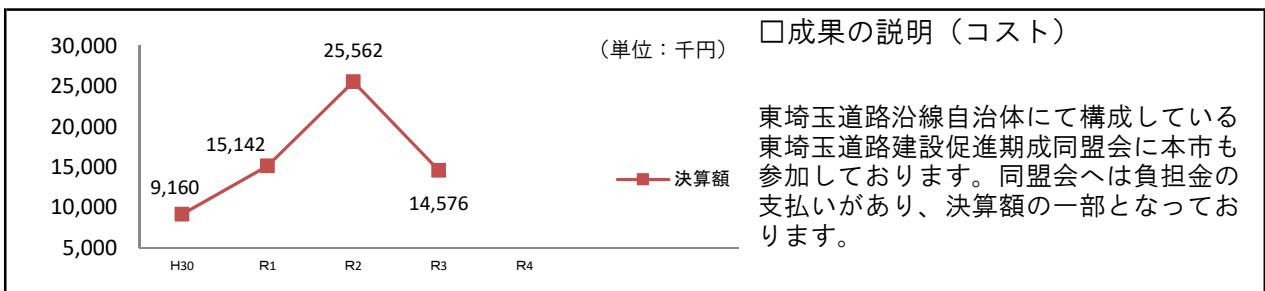 30,000
25,000
20,000
15,000
10,000
5,000
(単位：千円)
9,160
15,142
25,562
14,576
決算額
H30
R1
R2
R3
R4
□成果の説明（コスト）
東埼玉道路沿線自治体にて構成している
東埼玉道路建設促進期成同盟会に本市も
参加しております。同盟会へは負担金の
支払いがあり、決算額の一部となってお
ります。